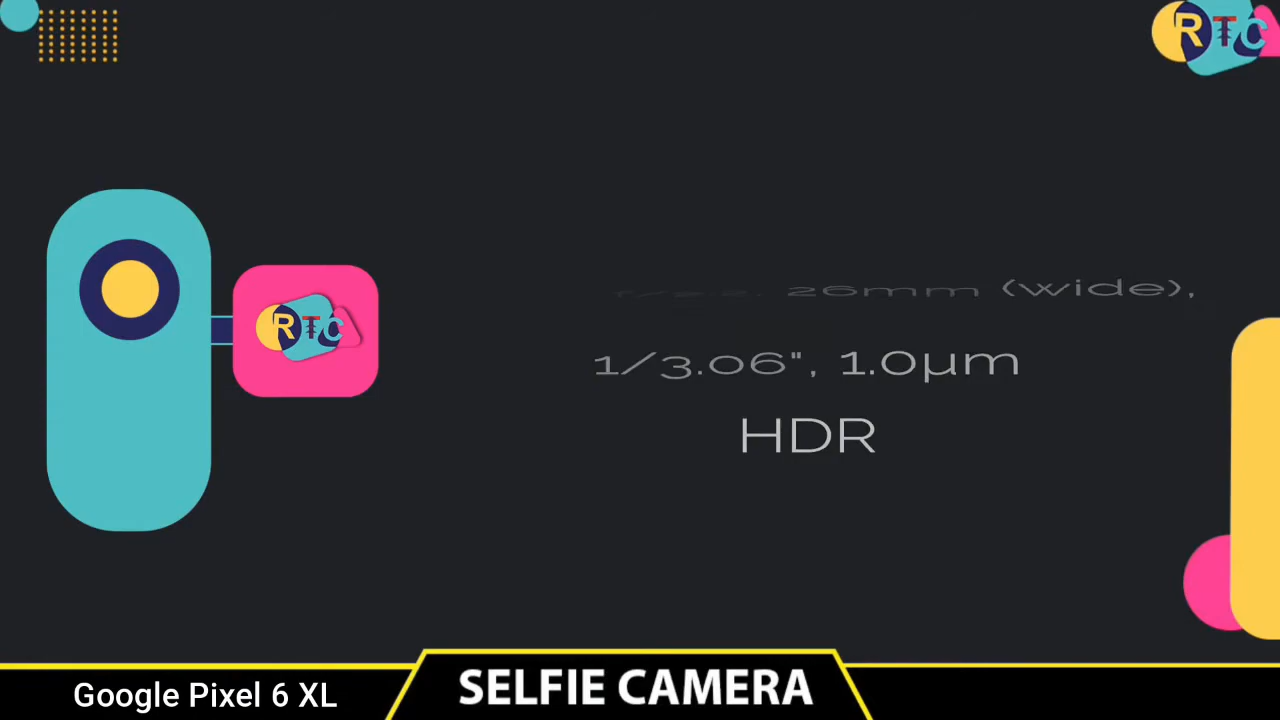 RTC
RTC
26mm (wide),
1/3.06", 1.0µm
HDR
Google Pixel 6 XL
SELFIE CAMERA